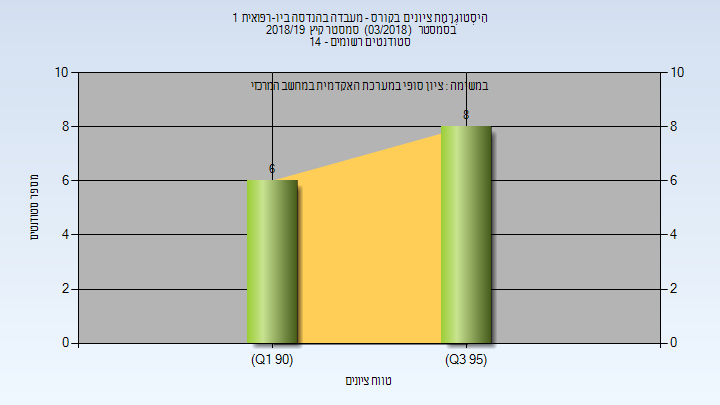 היסטוגרמת ציונים בקורס - מעבדה בהנדסה ביו-רפואית 1
בסמסטר (03/2018) סמסטר קיץ 2018/19
סטודנטים רשומים - 14
במשימה : ציון סופי במערכת האקדמית במחשב המרכזי
10
8
6
4
2
0
10
8
6
4
2
0
6
8
מספר סטודנטים
(Q1 90)
(Q3 95)
טווח ציונים